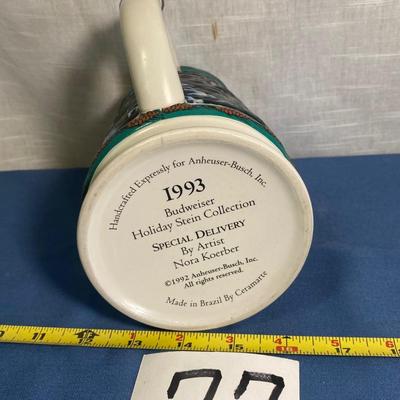 Handcrafted Expressly for Anheuser-Busch, Inc.
1993
Budweiser
Holiday Stein Collection
SPECIAL DELIVERY
By Artist
Nora Koerber
©1992 Anheuser-Busch, Inc.
All rights reserved.
Made in Brazil By Ceramarte
77